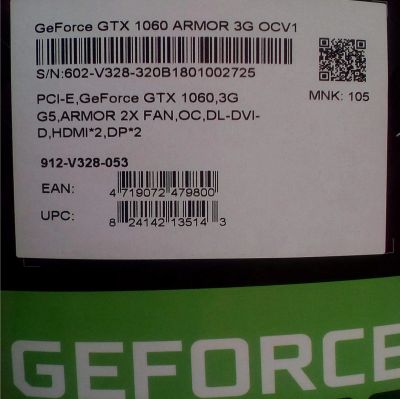 GeForce GTX 1060 ARMOR 3G OCV1
S/N:602-V328-320B1801002725
PCI-E,GeForce GTX 1060,3G
G5,ARMOR 2X FAN,OC,DL-DVI-
D,HDMI*2,DP*2
MNK: 105
912-V328-053
EAN:
4 719072 479800
UPC:
8 24142 13514 3
GEFORCE